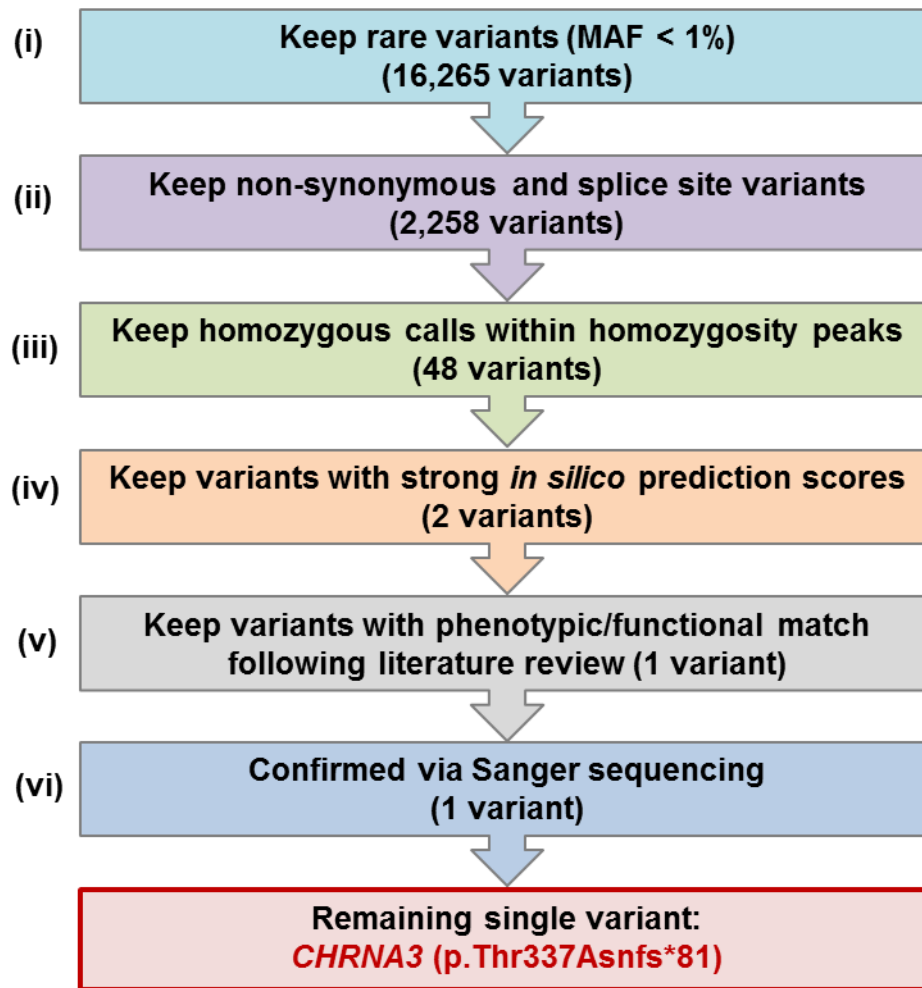 (i)
Keep rare variants (MAF < 1%)
(16,265 variants)
(ii)
Keep non-synonymous and splice site variants
(2,258 variants)
(iii)
Keep homozygous calls within homozygosity peaks
(48 variants)
(iv)
Keep variants with strong in silico prediction scores
(2 variants)
(v)
Keep variants with phenotypic/functional match
following literature review (1 variant)
(vi)
Confirmed via Sanger sequencing
(1 variant)
Remaining single variant:
CHRNA3 (p.Thr337Asnfs*81)